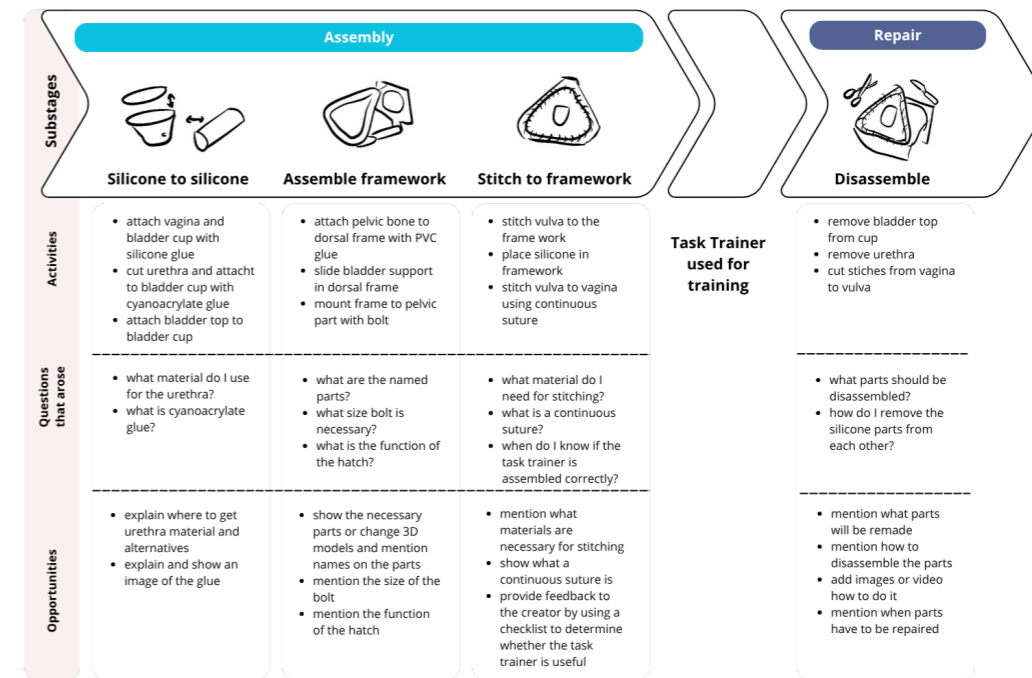 Assembly
Repair
Substages
Silicone to silicone
Assemble framework
Stitch to framework
Disassemble
Activities
• attach vagina and
bladder cup with
silicone glue
• cut urethra and attacht
to bladder cup with
cyanoacrylate glue
• attach bladder top to
bladder cup
• attach pelvic bone to
dorsal frame with PVC
glue
• slide bladder support
in dorsal frame
• mount frame to pelvic
part with bolt
• stitch vulva to the
frame work
• place silicone in
framework
• stitch vulva to vagina
using continuous
suture
Task Trainer
used for
training
• remove bladder top
from cup
• remove urethra
• cut stiches from vagina
to vulva
Questions
that arose
• what material do I use
for the urethra?
• what is cyanoacrylate
glue?
• what are the named
parts?
• what size bolt is
necessary?
• what is the function of
the hatch?
• what material do I
need for stitching?
• what is a continuous
suture?
• when do I know if the
task trainer is
assembled correctly?
• what parts should be
disassembled?
• how do I remove the
silicone parts from
each other?
Opportunities
• explain where to get
urethra material and
alternatives
• explain and show an
image of the glue
• show the necessary
parts or change 3D
models and mention
names on the parts
• mention the size of the
bolt
• mention the function
of the hatch
• mention what
materials are
necessary for stitching
• show what a
continuous suture is
• provide feedback to
the creator by using a
checklist to determine
whether the task
trainer is useful
• mention what parts
will be remade
• mention how to
disassemble the parts
• add images or video
how to do it
• mention when parts
have to be repaired